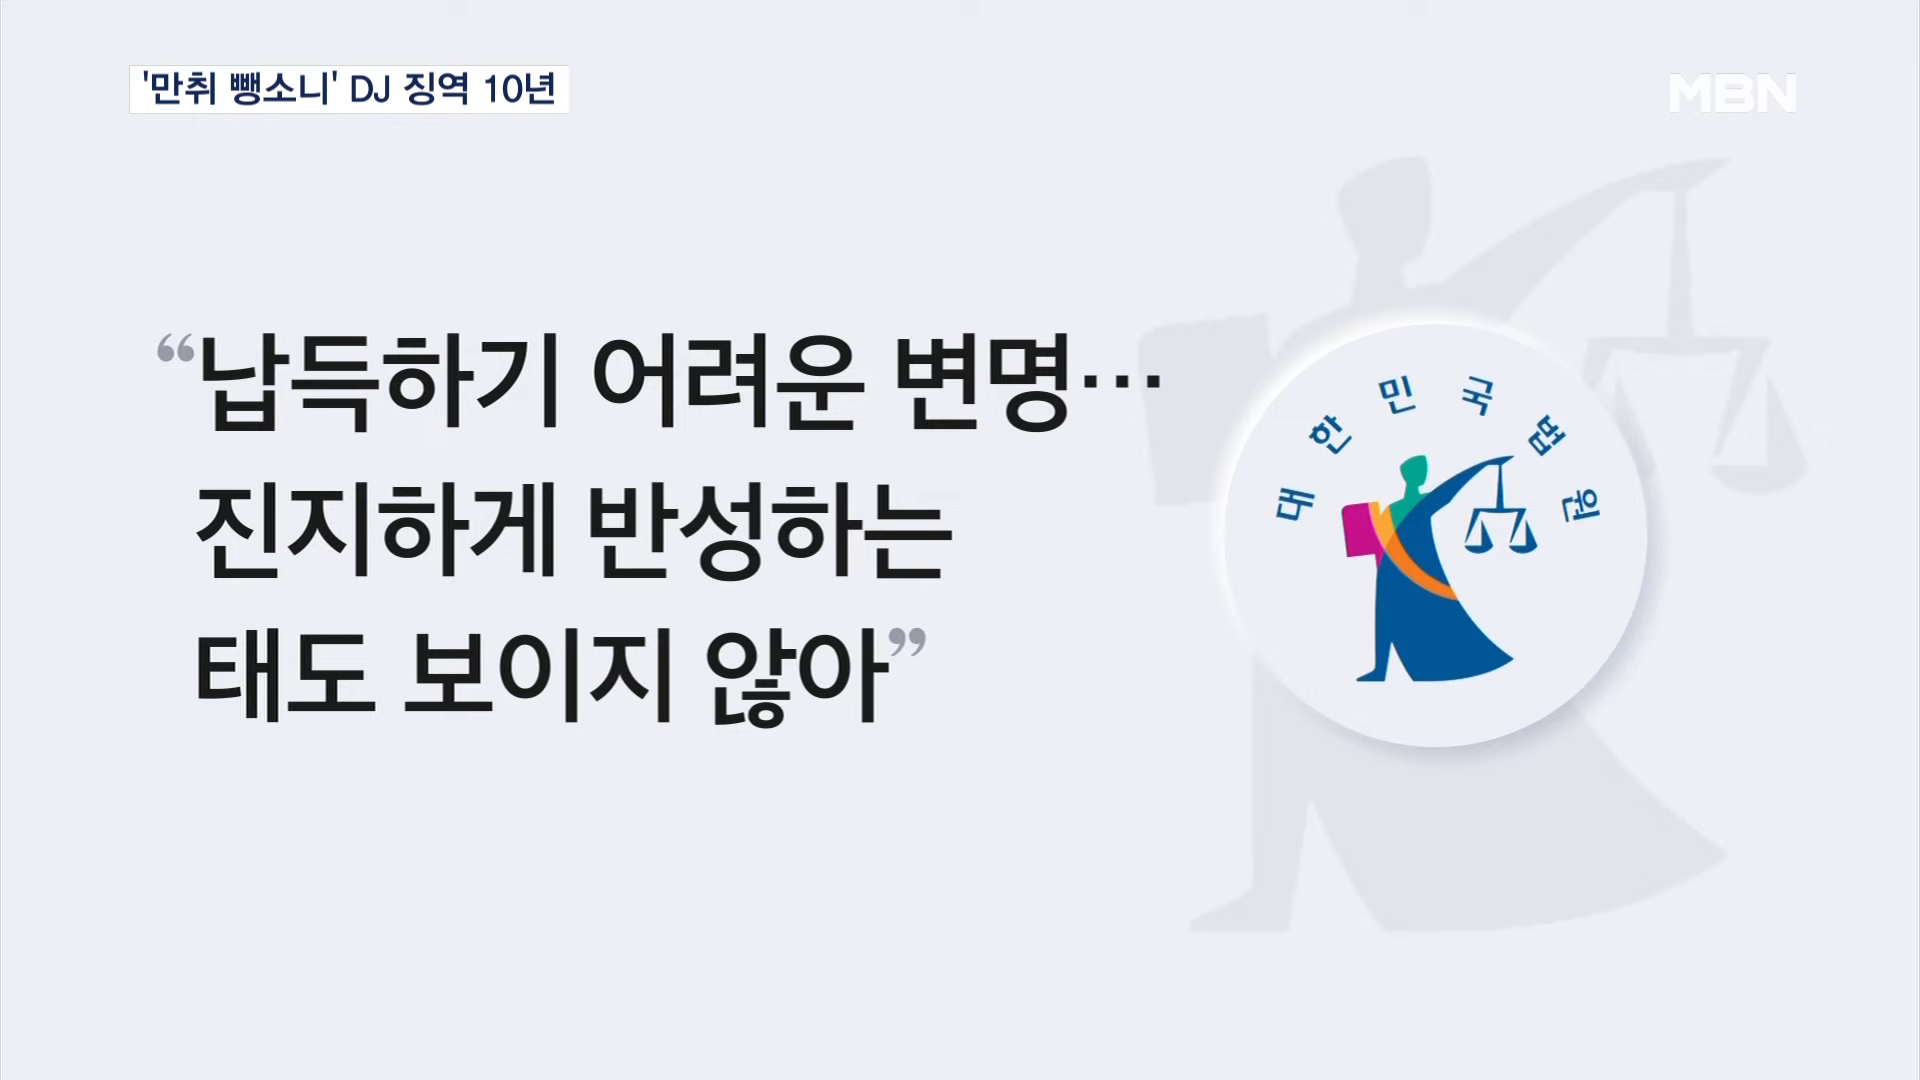 '만취 뺑소니' DJ 징역 10년
MBN
“납득하기 어려운 변명…
진지하게 반성하는
태도 보이지 않아”
대한민국법원